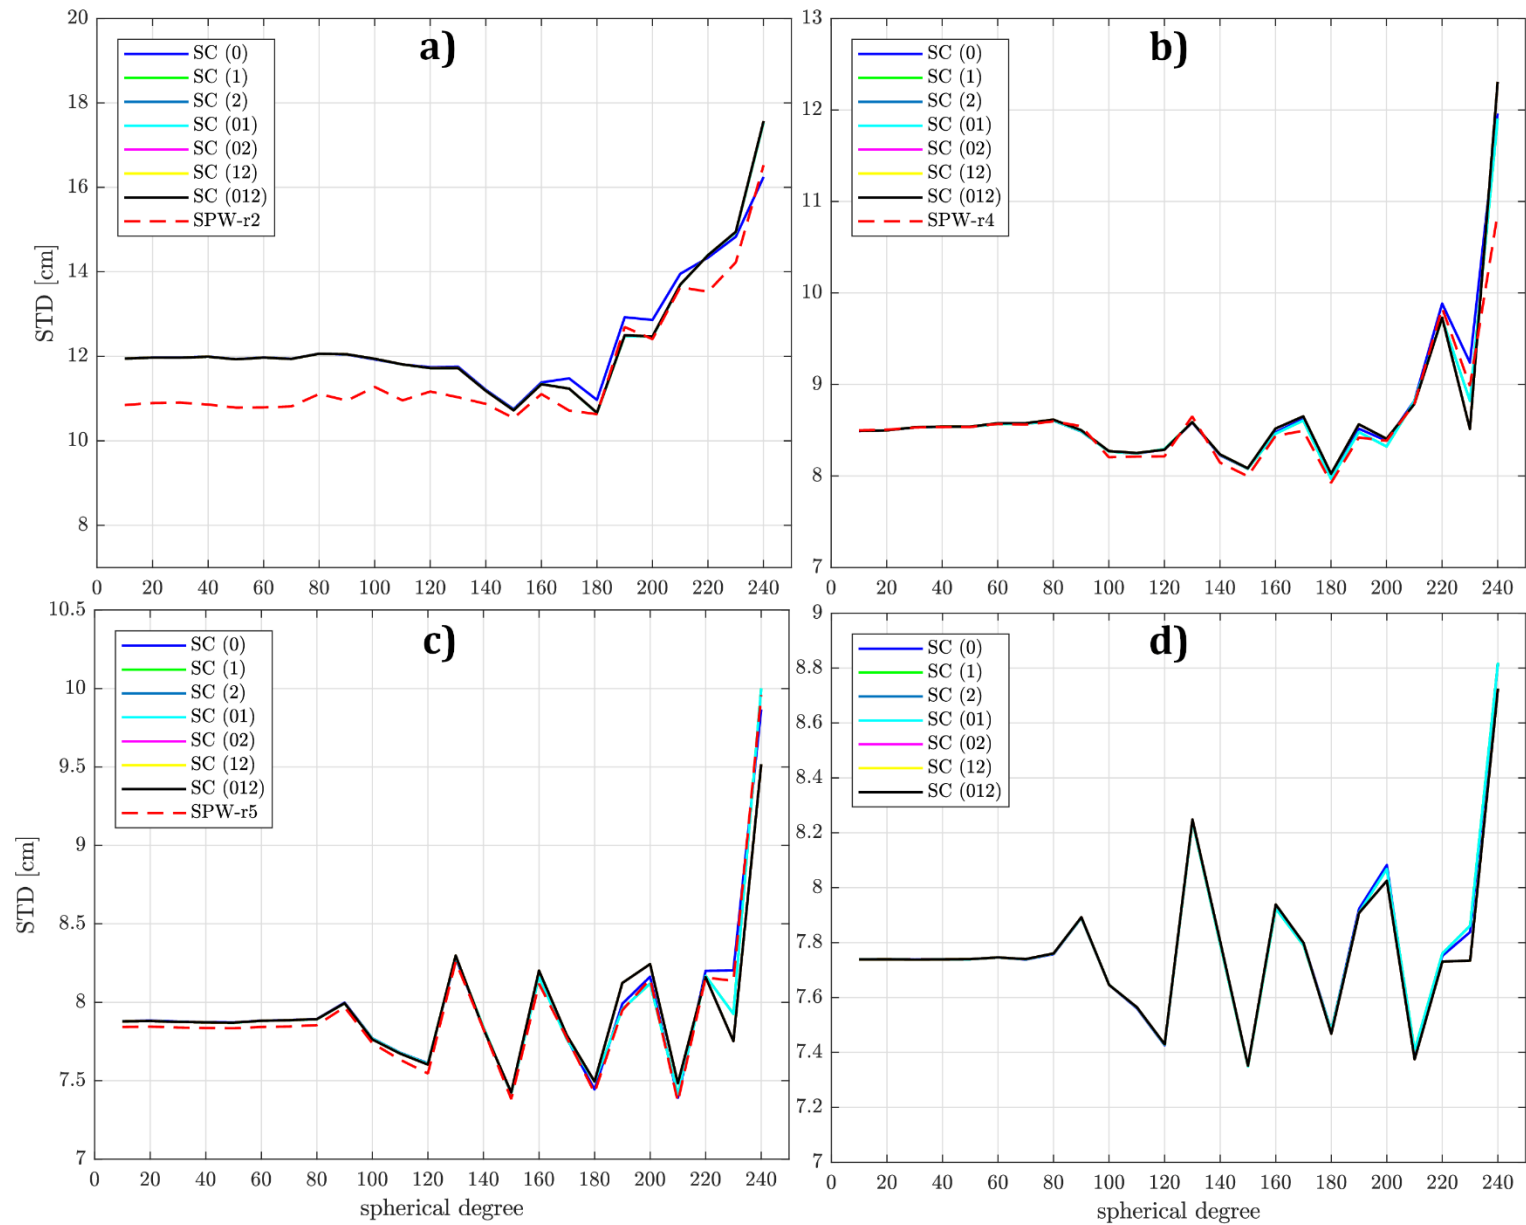 a)
20
18
16
14
12
10
8
STD [cm]
SC (0)
SC (1)
SC (2)
SC (01)
SC (02)
SC (12)
SC (012)
SPW-r2
0 20 40 60 80 100 120 140 160 180 200 220 240
b)
13
12
11
10
9
8
7
SC (0)
SC (1)
SC (2)
SC (01)
SC (02)
SC (12)
SC (012)
SPW-r4
0 20 40 60 80 100 120 140 160 180 200 220 240
c)
10.5
10
9.5
9
8.5
8
7.5
7
STD [cm]
SC (0)
SC (1)
SC (2)
SC (01)
SC (02)
SC (12)
SC (012)
SPW-r5
0 20 40 60 80 100 120 140 160 180 200 220 240
spherical degree
d)
9
8.8
8.6
8.4
8.2
8
7.8
7.6
7.4
7.2
7
SC (0)
SC (1)
SC (2)
SC (01)
SC (02)
SC (12)
SC (012)
0 20 40 60 80 100 120 140 160 180 200 220 240
spherical degree